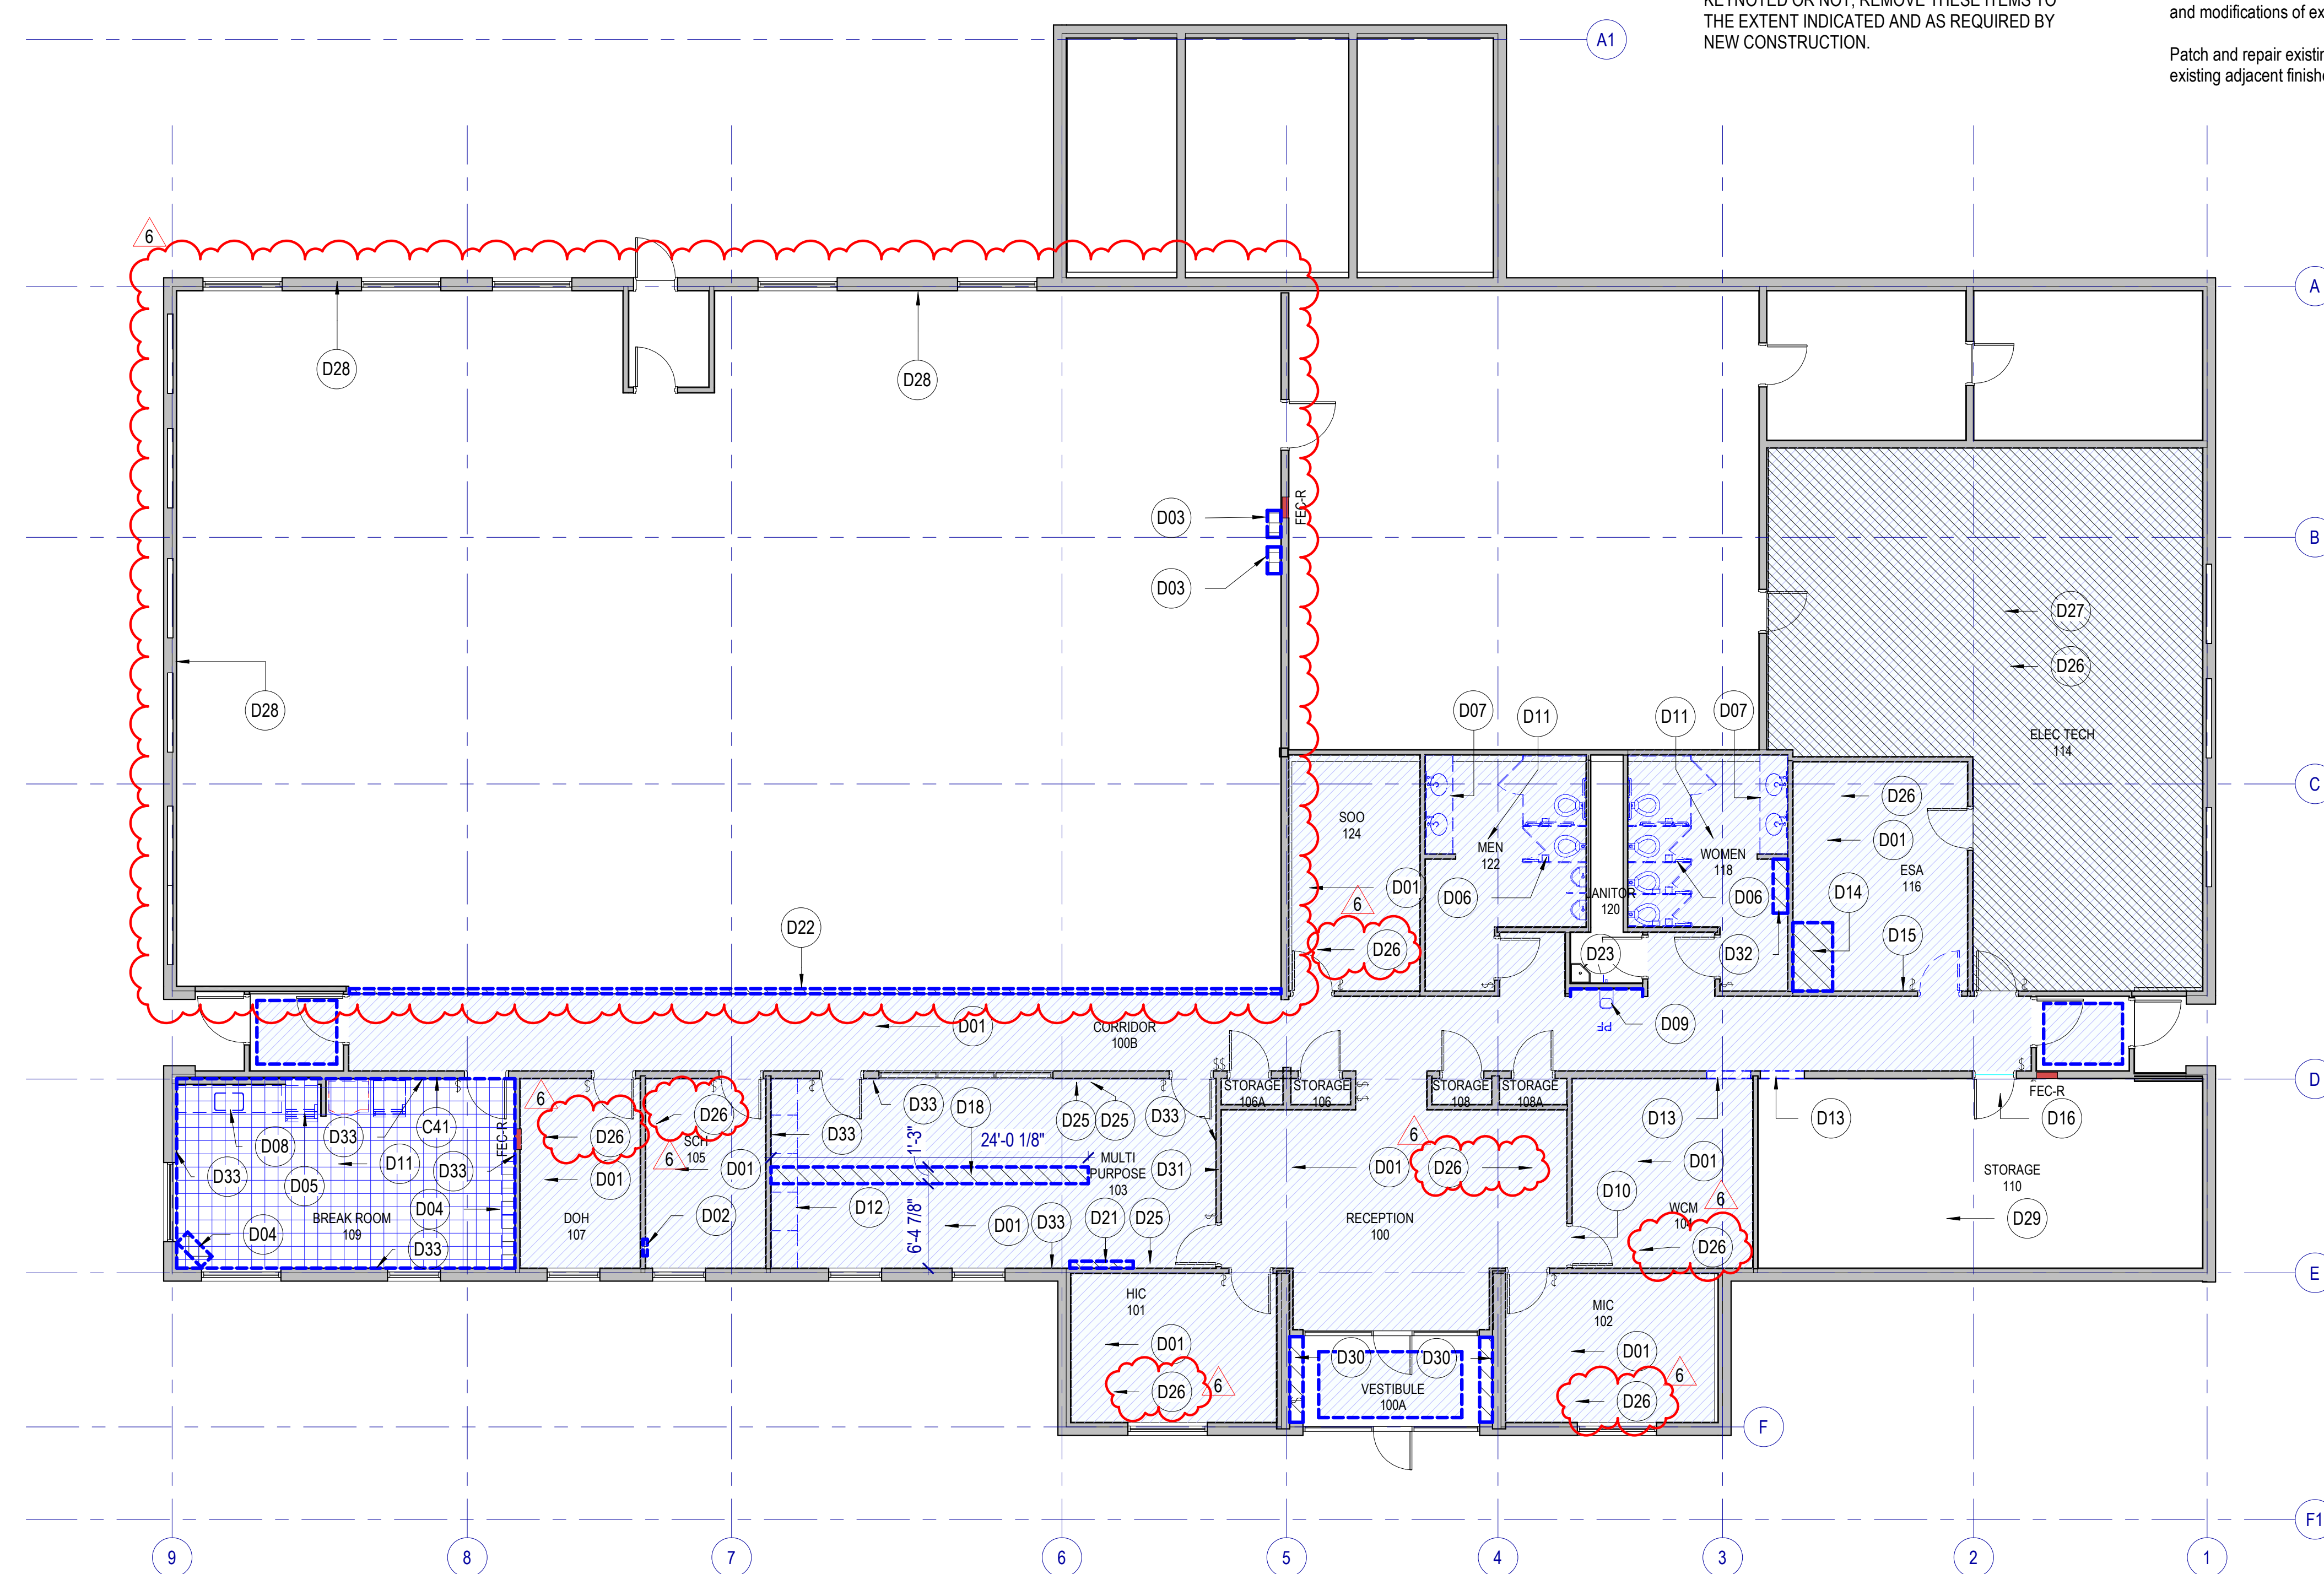 KEYNOTED OR NOT, REMOVE THESE ITEMS TO
THE EXTENT INDICATED AND AS REQUIRED BY
NEW CONSTRUCTION.
and modifications of ex
Patch and repair existin
existing adjacent finishe
A1
6
A
D28
D28
D03
FEC-R
B
D03
D27
D26
D28
D07
D11
D11
D07
ELEC TECH
114
C
D26
SOO
124
D01
MEN
122
WOMEN
118
ESA
116
D01
6
D06
JANITOR
120
D06
D14
D22
D26
D23
D32
D15
D01
CORRIDOR
100B
PF
D09
D
STORAGE
106A
STORAGE
106
STORAGE
108
STORAGE
108A
FEC-R
6
D26
D33
D18
D25
D25
D33
D13
D13
D16
D08
D33
C41
FEC-R
D26
SCH
105
D33
1'-3"
24'-0 1/8"
6
D33
D05
D11
D33
D01
6
D01
MULTI
PURPOSE
103
D31
D01
D26
D01
STORAGE
110
D04
BREAK ROOM
109
D04
D33
DOH
107
D02
D12
6'-4 7/8"
D01
D33
D21
D25
RECEPTION
100
D10
WCM
104
6
D26
D29
E
HIC
101
MIC
102
D01
D30
D30
D01
D26
6
VESTIBULE
100A
D26
6
F
F1
9
8
7
6
5
4
3
2
1